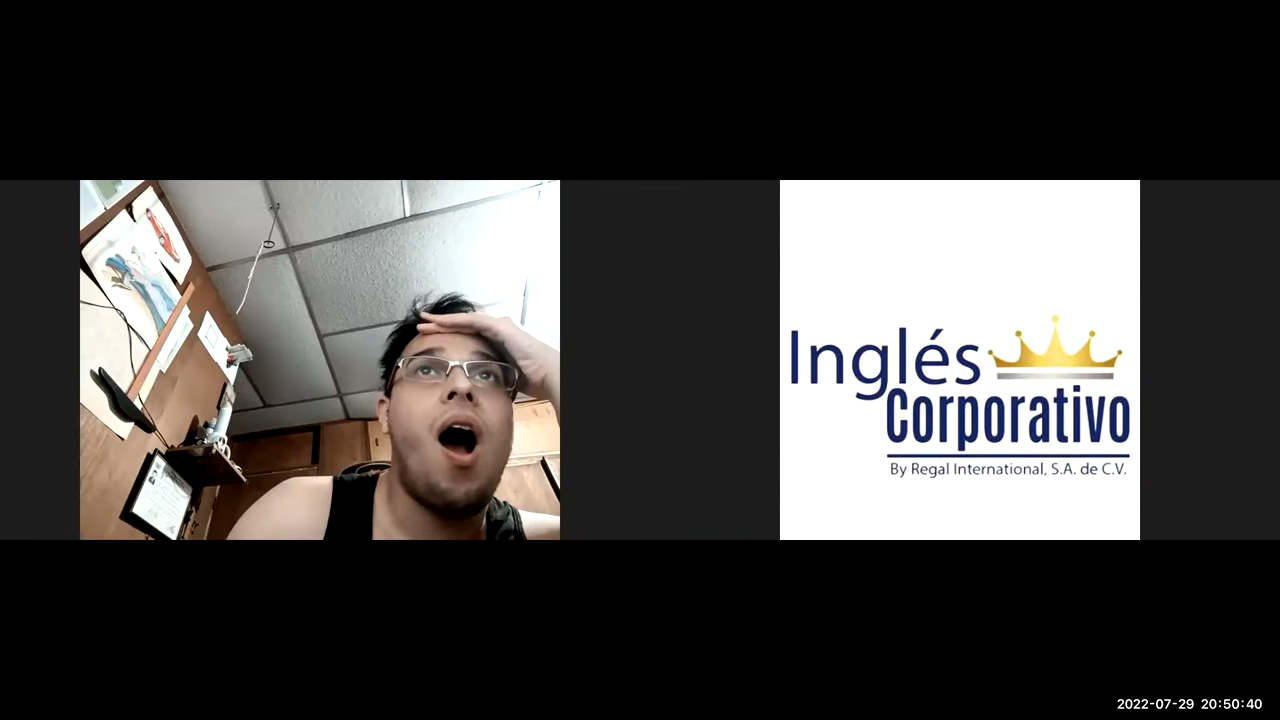 Inglés
Corporativo
By Regal International, S.A. de C.V.
2022-07-29 20:50:40